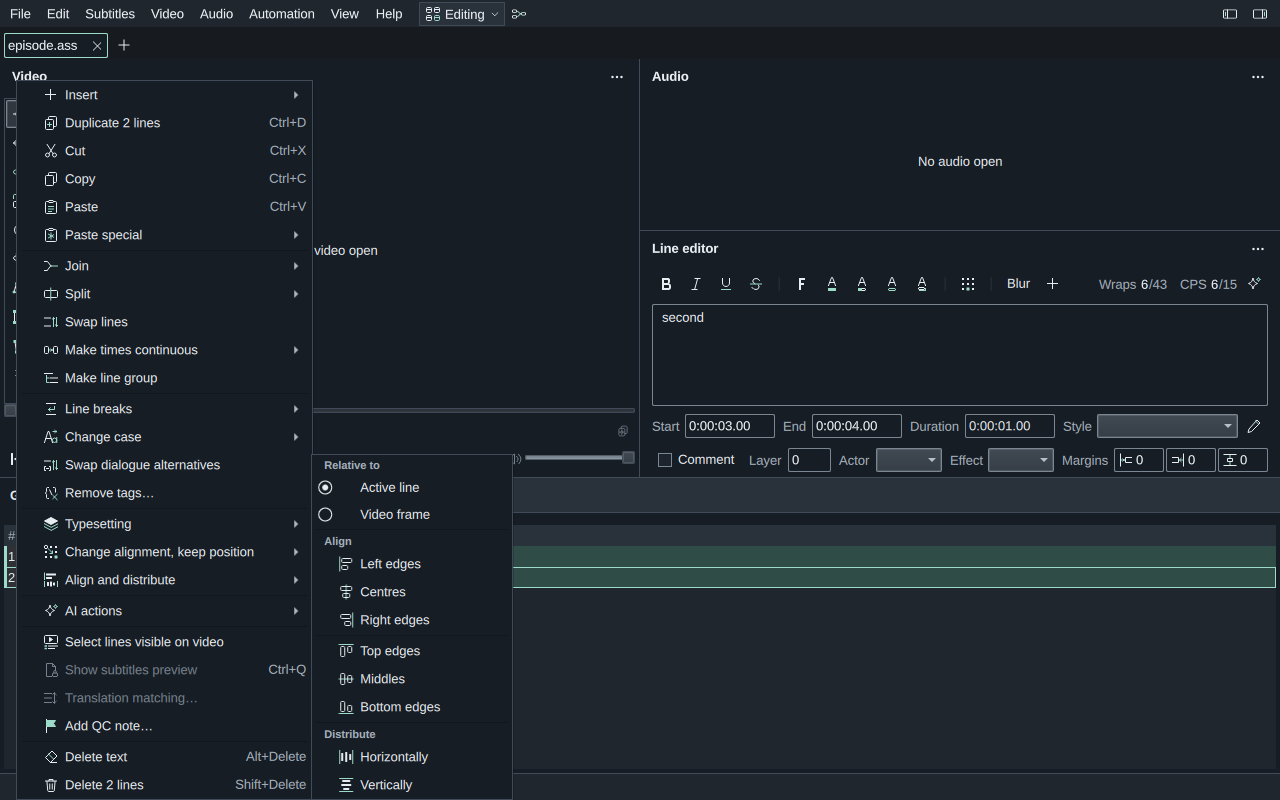 File Edit Subtitles Video Audio Automation View Help Editing
episode.ass
Video
Audio
No audio open
video open
Insert
Duplicate 2 lines Ctrl+D
Cut Ctrl+X
Copy Ctrl+C
Paste Ctrl+V
Paste special
Join
Split
Swap lines
Make times continuous
Make line group
Line breaks
Change case
Swap dialogue alternatives
Remove tags…
Typesetting
Change alignment, keep position
Align and distribute
AI actions
Select lines visible on video
Show subtitles preview Ctrl+Q
Translation matching…
Add QC note…
Delete text Alt+Delete
Delete 2 lines Shift+Delete
Relative to
Active line
Video frame
Align
Left edges
Centres
Right edges
Top edges
Middles
Bottom edges
Distribute
Horizontally
Vertically
Line editor
B I U S F A A A A Blur Wraps 6/43 CPS 6/15
second
Start 0:00:03.00 End 0:00:04.00 Duration 0:00:01.00 Style
Comment Layer 0 Actor Effect Margins 0 0 0
#
1
2